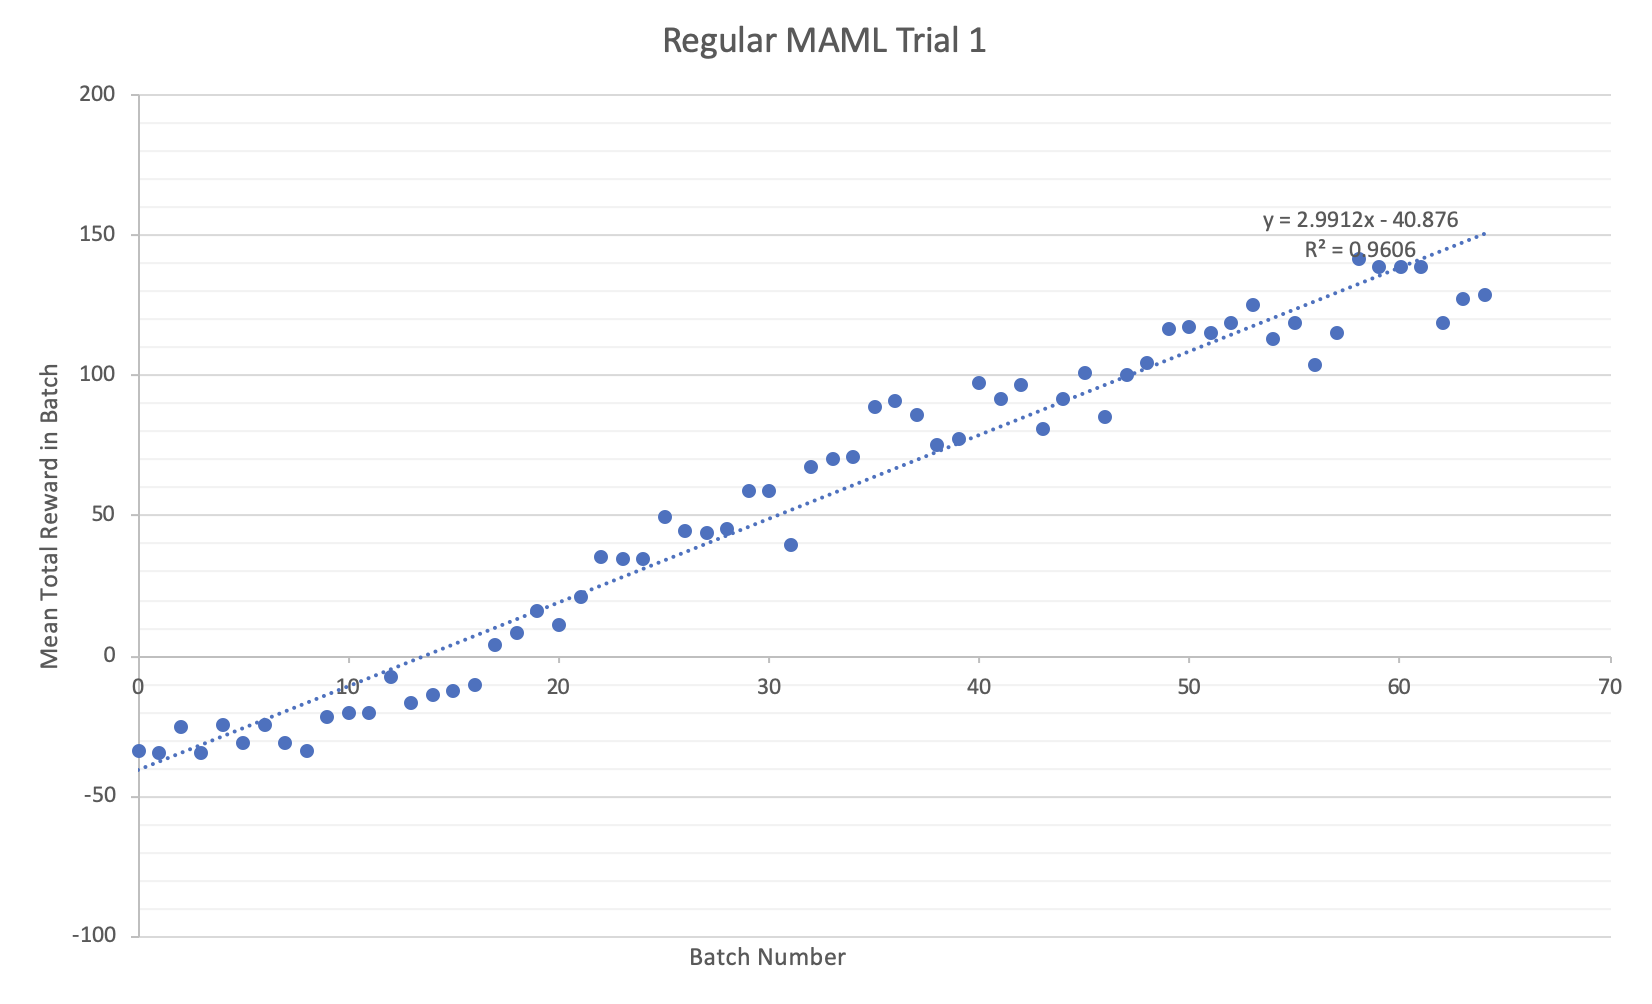 Regular MAML Trial 1
200
150
100
50
0
-50
-100
Mean Total Reward in Batch
y = 2.9912x - 40.876
R² = 0.9606
0 10 20 30 40 50 60 70
Batch Number